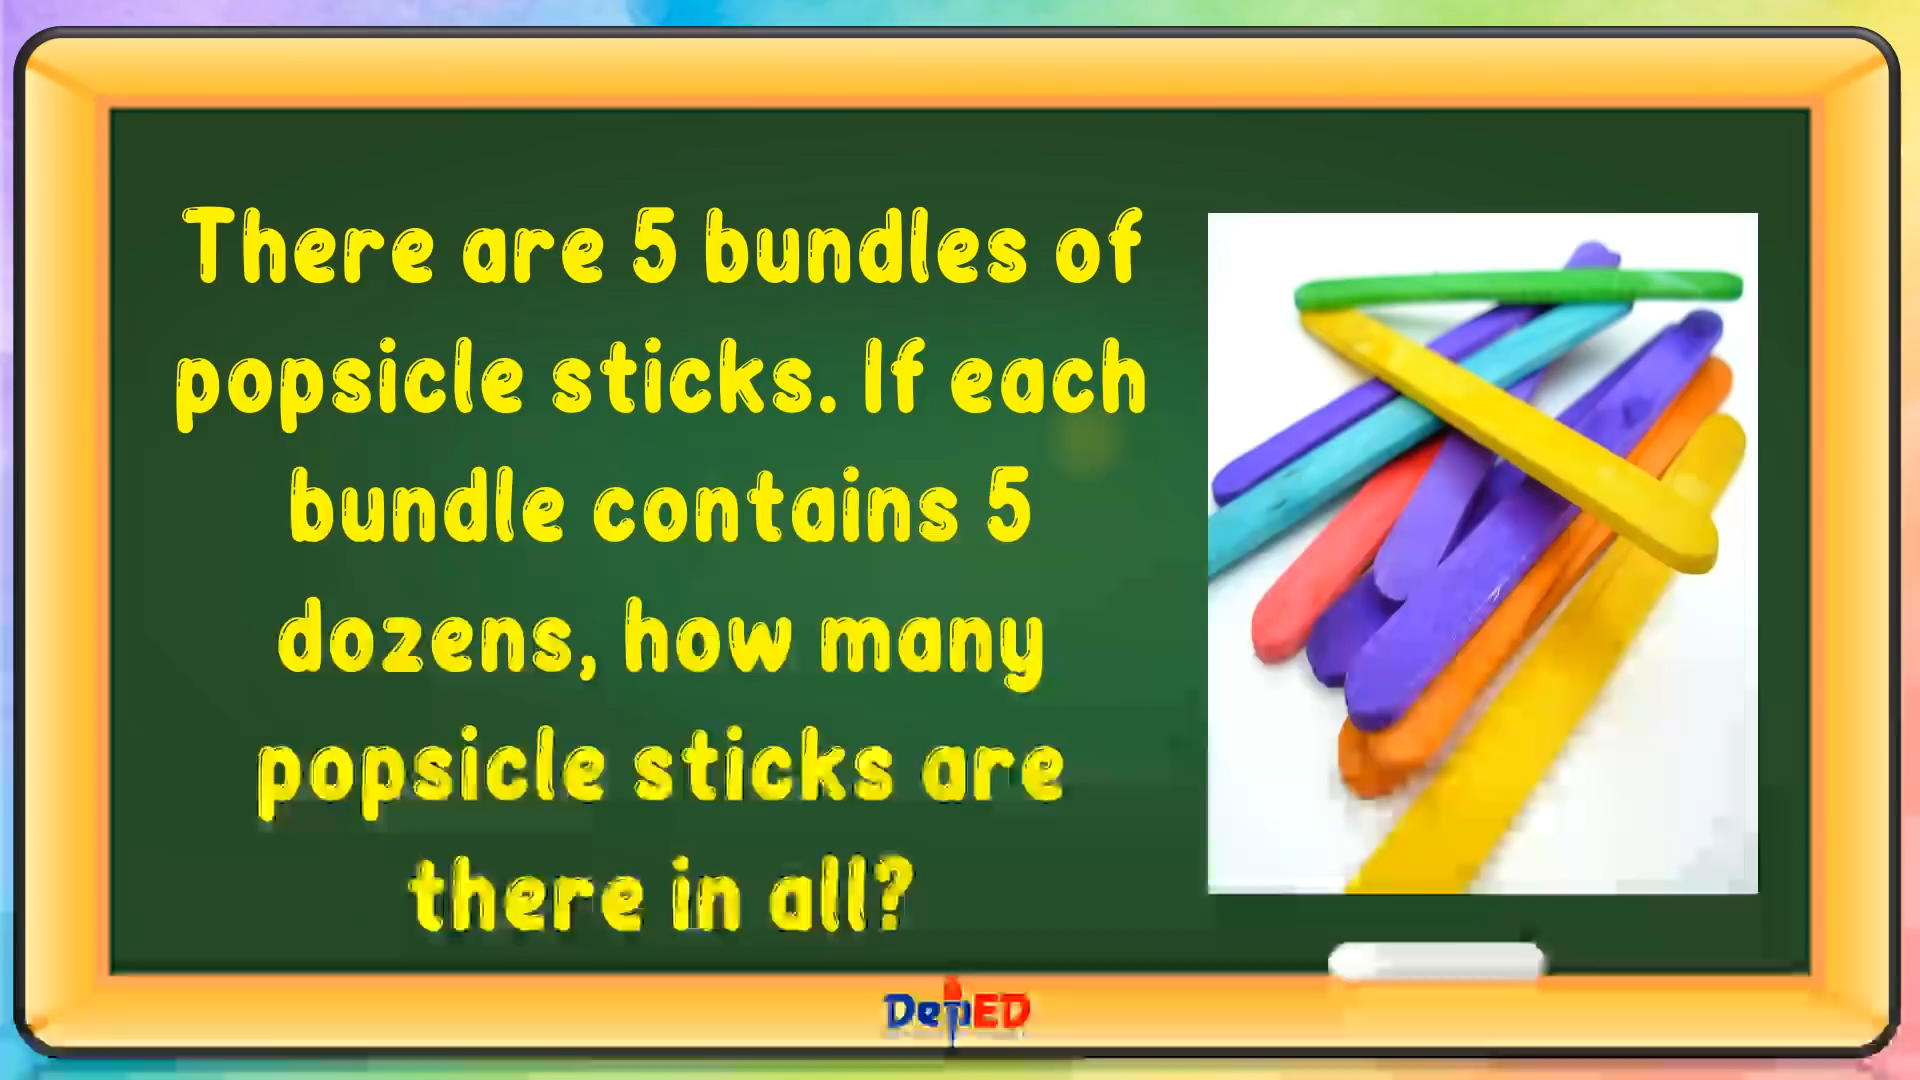 There are 5 bundles of
popsicle sticks. If each
bundle contains 5
dozens, how many
popsicle sticks are
there in all?
DepED